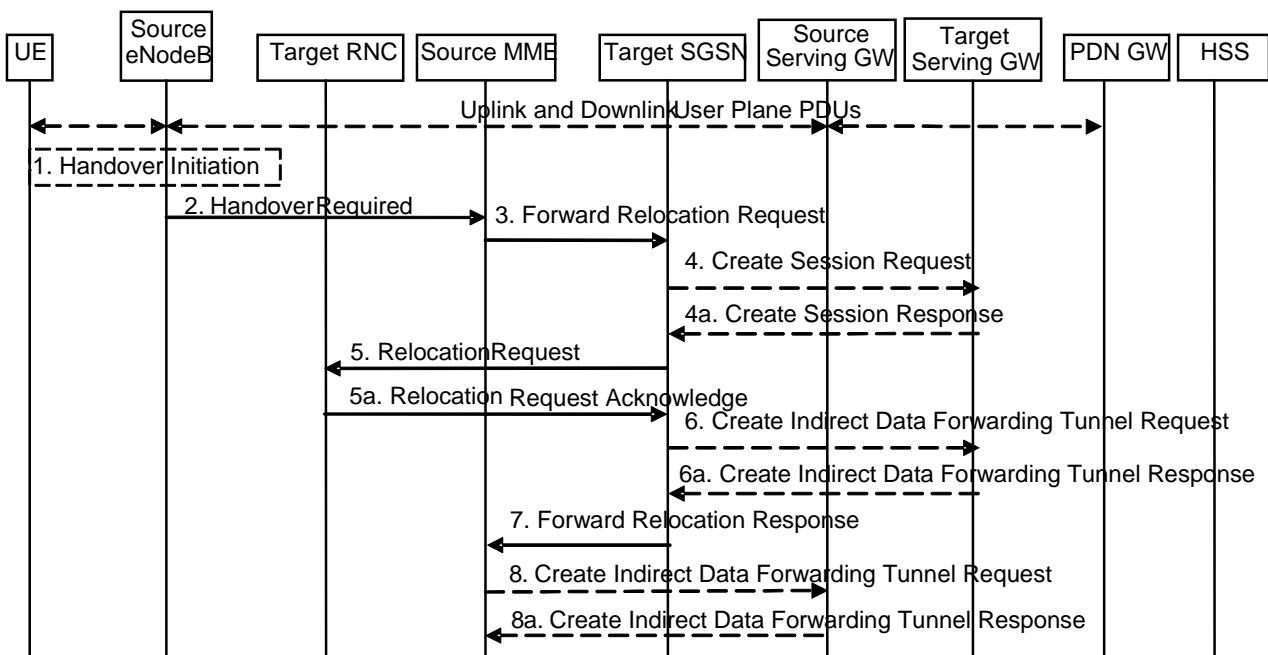 UE
Source
eNodeB
Target RNC
Source MME
Target SGSN
Source
Serving GW
Target
Serving GW
PDN GW
HSS
Uplink and Downlink User Plane PDUs
1. Handover Initiation
2. Handover Required
3. Forward Relocation Request
4. Create Session Request
4a. Create Session Response
5. Relocation Request
5a. Relocation Request Acknowledge
6. Create Indirect Data Forwarding Tunnel Request
6a. Create Indirect Data Forwarding Tunnel Response
7. Forward Relocation Response
8. Create Indirect Data Forwarding Tunnel Request
8a. Create Indirect Data Forwarding Tunnel Response